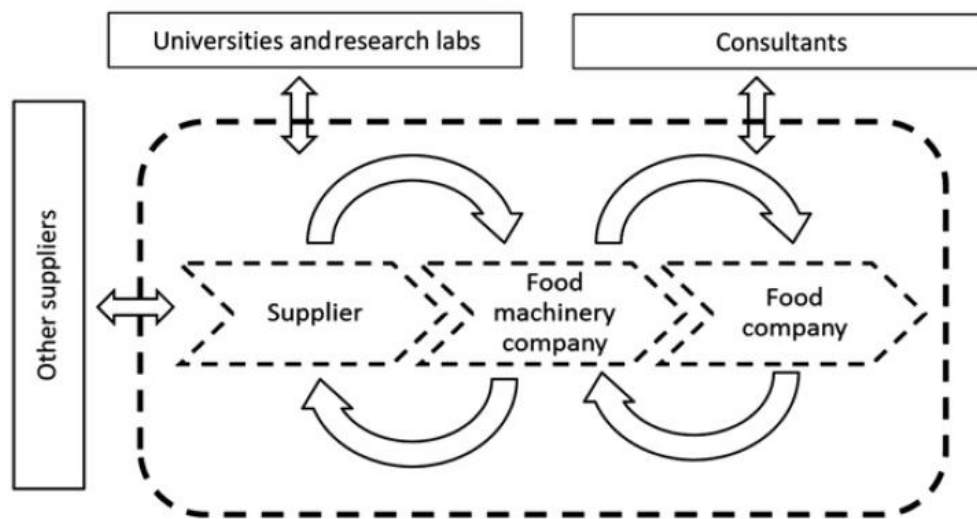 Universities and research labs
Consultants
Other suppliers
Supplier
Food
machinery
company
Food
company